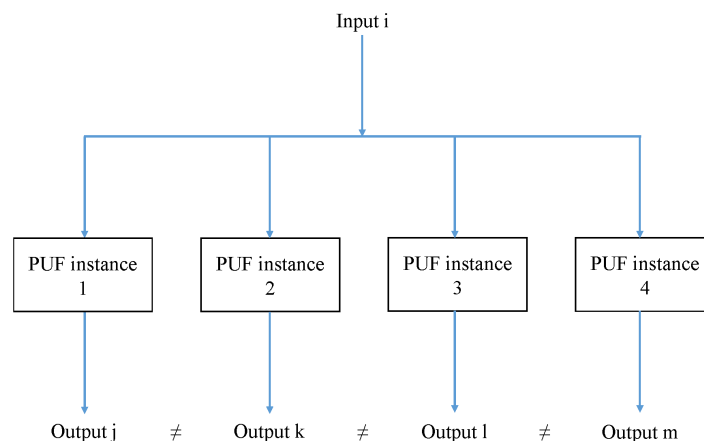 Input i
PUF instance
1
PUF instance
2
PUF instance
3
PUF instance
4
Output j ≠ Output k ≠ Output l ≠ Output m